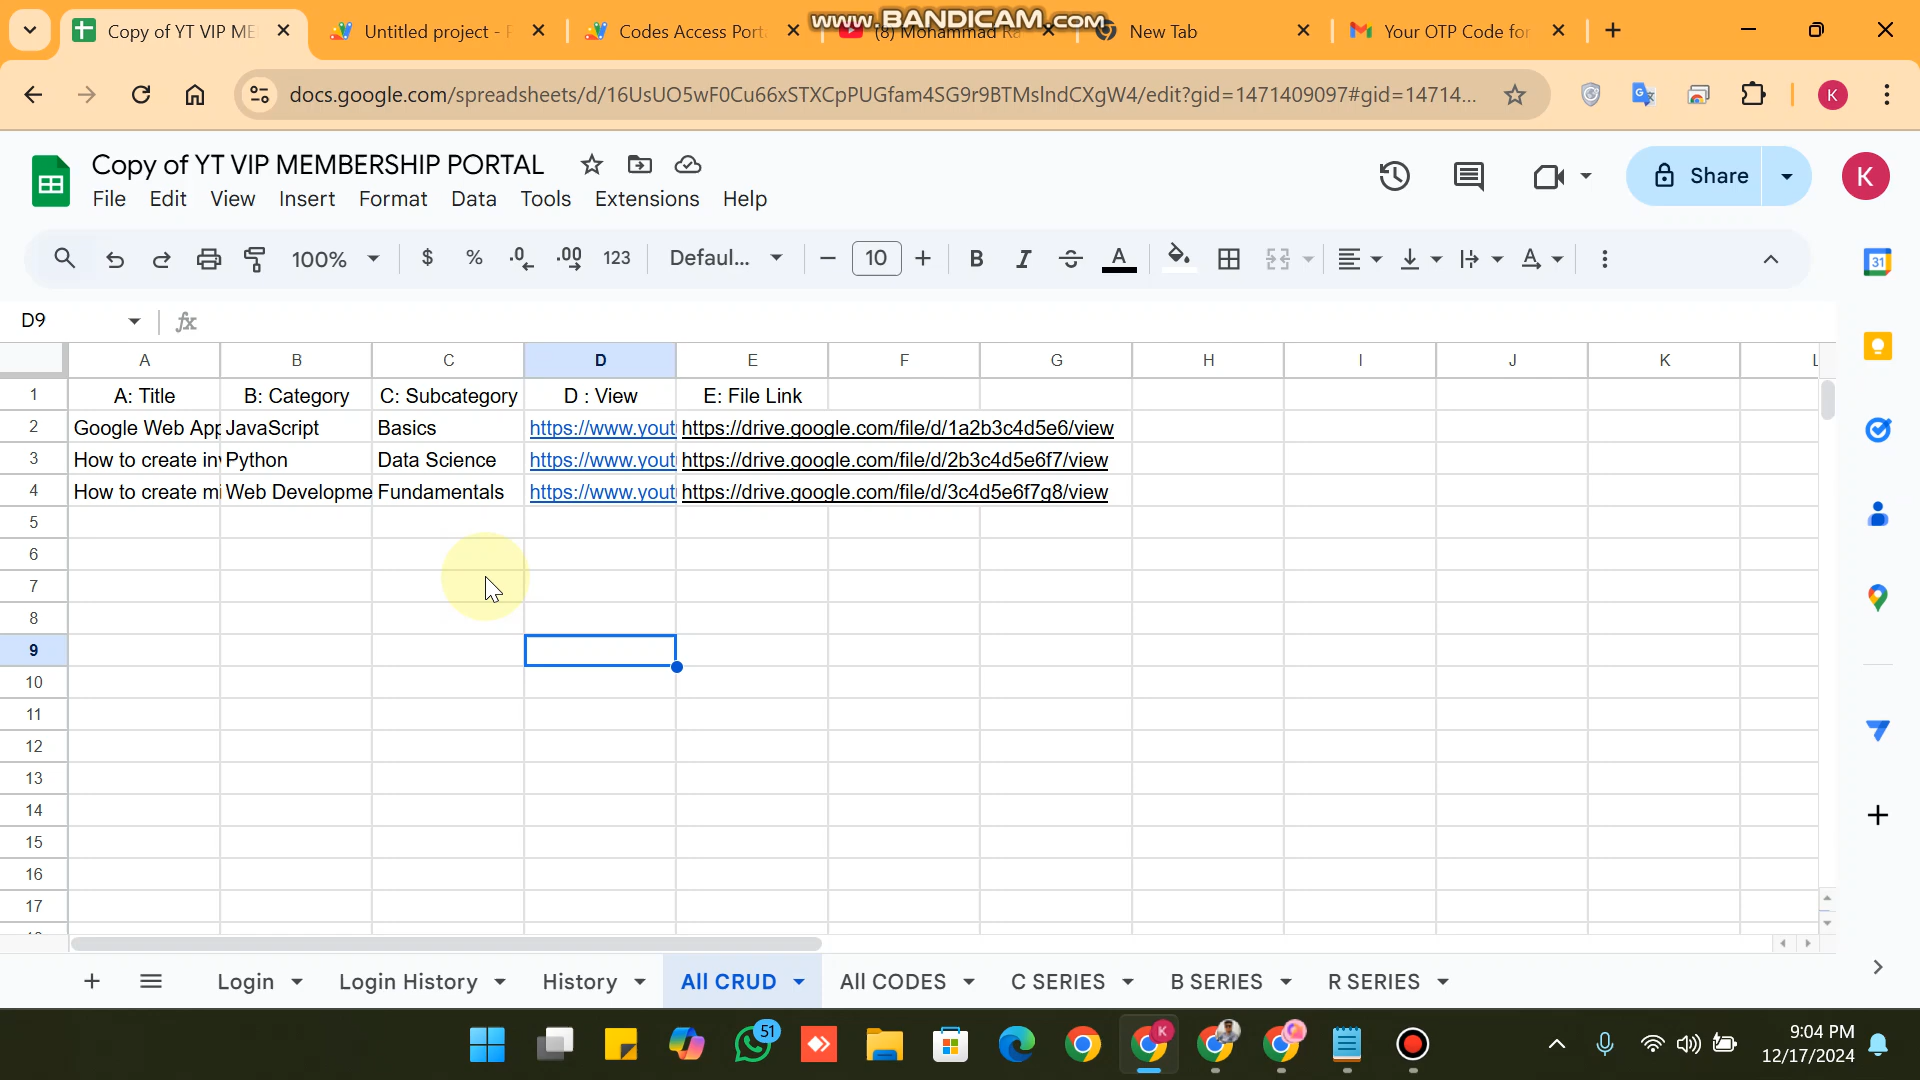 www.BANDICAM.com
Copy of YT VIP ME
Untitled project -
Codes Access Port
(8) Mohammad Ra
New Tab
Your OTP Code for
docs.google.com/spreadsheets/d/16UsUO5wF0Cu66xSTXCpPUGfam4SG9r9BTMslndCXgW4/edit?gid=1471409097#gid=14714...
K
Copy of YT VIP MEMBERSHIP PORTAL
Share
K
File Edit View Insert Format Data Tools Extensions Help
100% $ % .0 .00 123 Defaul... 10 B I A A
31
D9 fx
A B C D E F G H I J K L
1 A: Title B: Category C: Subcategory D : View E: File Link
2 Google Web App JavaScript Basics https://www.yout https://drive.google.com/file/d/1a2b3c4d5e6/view
3 How to create inv Python Data Science https://www.yout https://drive.google.com/file/d/2b3c4d5e6f7/view
4 How to create mi Web Developme Fundamentals https://www.yout https://drive.google.com/file/d/3c4d5e6f7g8/view
5
6
7
8
9
10
11
12
13
14
15
16
17
Login Login History History All CRUD All CODES C SERIES B SERIES R SERIES
51
K
9:04 PM
12/17/2024